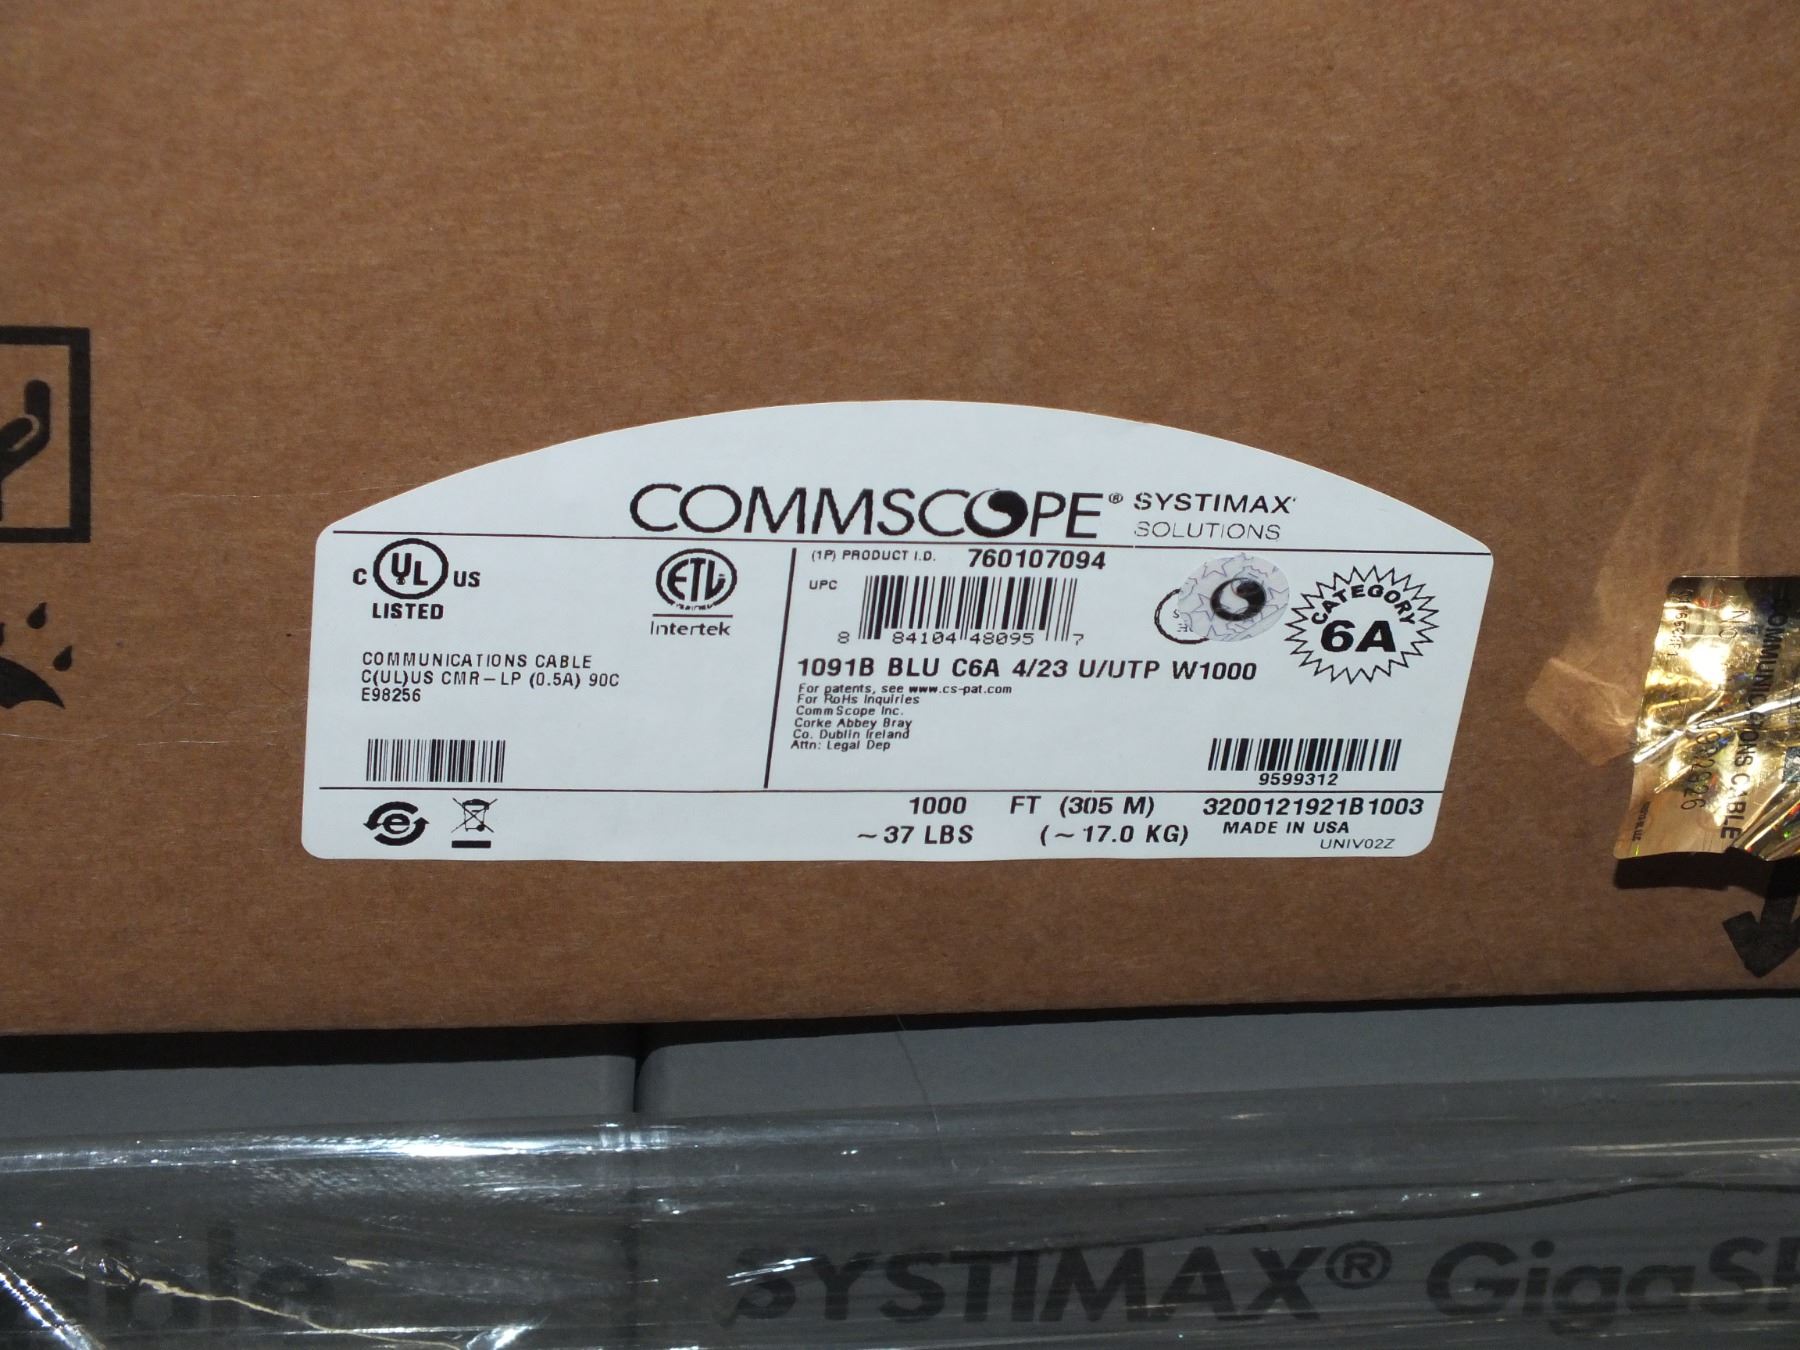 COMMSCOPE® SYSTIMAX®
SOLUTIONS
C UL US
LISTED
ETL
Intertek
COMMUNICATIONS CABLE
C(UL)US CMR-LP (0.5A) 90C
E98256
(1P) PRODUCT I.D. 760107094
UPC
8 84104 48095 7
CATEGORY
6A
1091B BLU C6A 4/23 U/UTP W1000
For patents, see www.cs-pat.com
For RoHs Inquiries
CommScope Inc.
Corke Abbey Bray
Co. Dublin Ireland
Attn: Legal Dep
9599312
e
1000 FT (305 M)
~ 37 LBS (~ 17.0 KG)
3200121921B1003
MADE IN USA
UNIV02Z
SYSTIMAX® GigaS